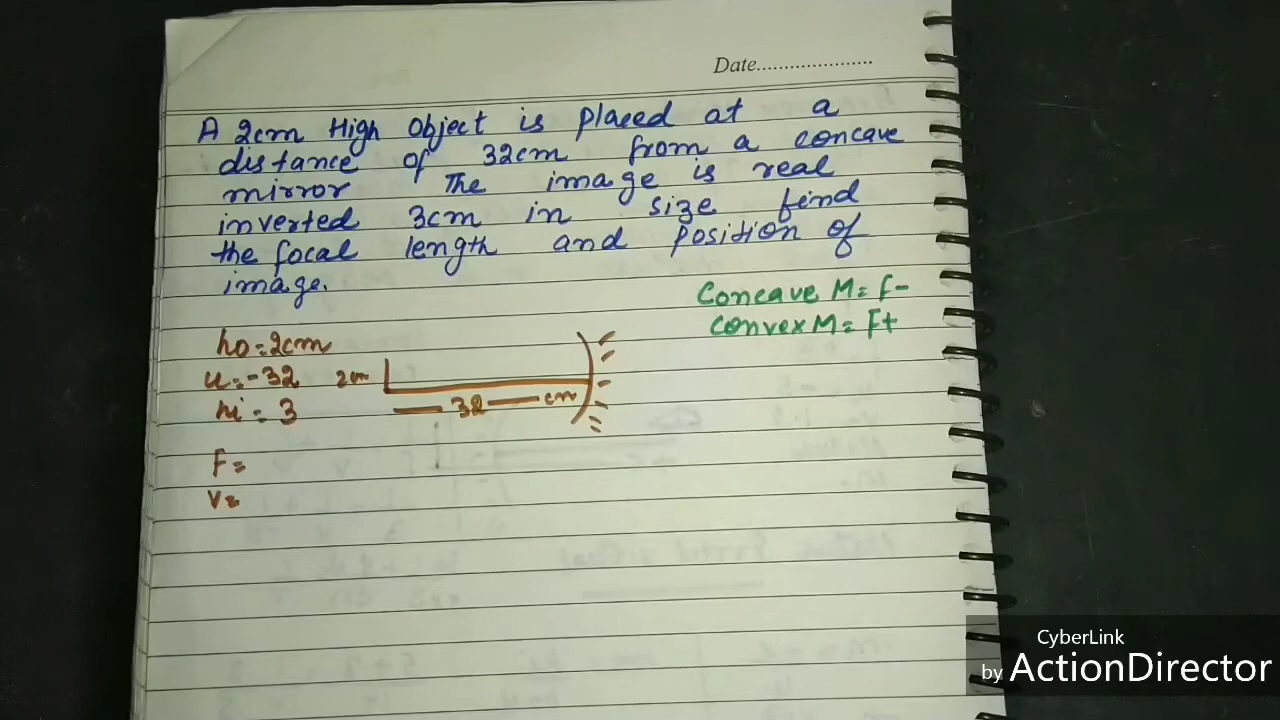 Date.....................
A 2cm High Object is placed at a
distance of 32cm from a concave
mirror The image is real
inverted 3cm in size find
the focal length and position of
image.
Concave M= F-
Convex M= F+
ho=2cm
u=-32 2cm
hi = 3
32 cm
F=
V=
CyberLink
by ActionDirector